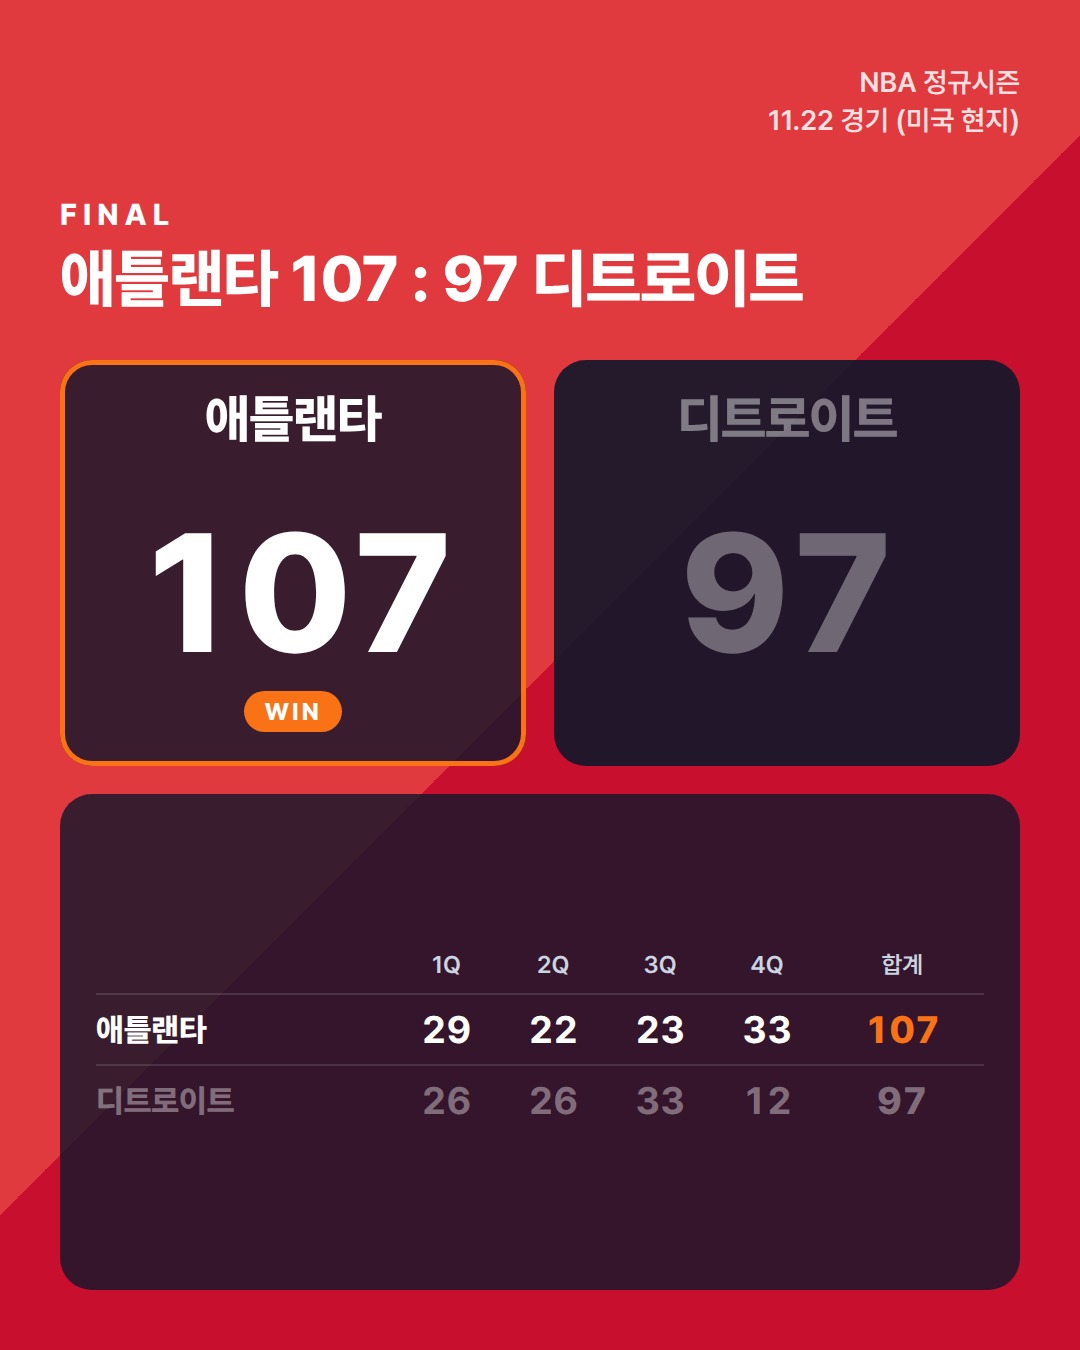 NBA 정규시즌
11.22 경기 (미국 현지)
FINAL
애틀랜타 107 : 97 디트로이트
애틀랜타
107
WIN
디트로이트
97
1Q 2Q 3Q 4Q 합계
애틀랜타 29 22 23 33 107
디트로이트 26 26 33 12 97